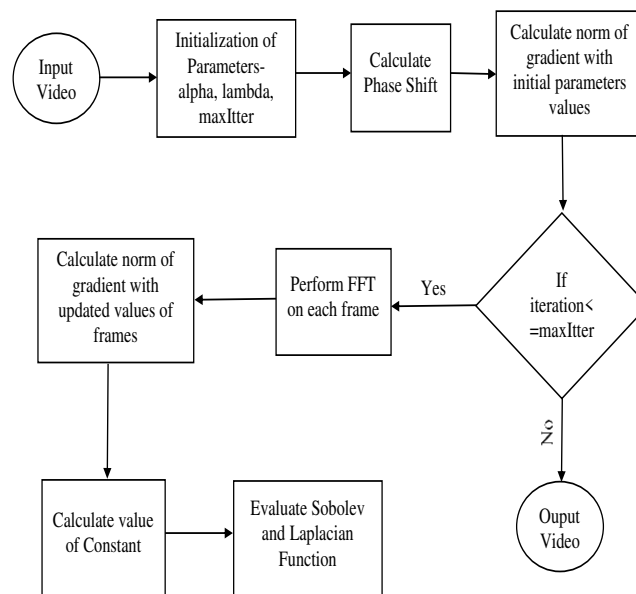 Input
Video
Initialization of
Parameters-
alpha, lambda,
maxItter
Calculate
Phase Shift
Calculate norm
of gradient with
initial parameters
values
If
iteration<
=maxItter
Yes
Perform FFT
on each frame
Calculate norm of
gradient with
updated values of
frames
Calculate value
of Constant
Evaluate Sobolev
and Laplacian
Function
No
Ouput
Video